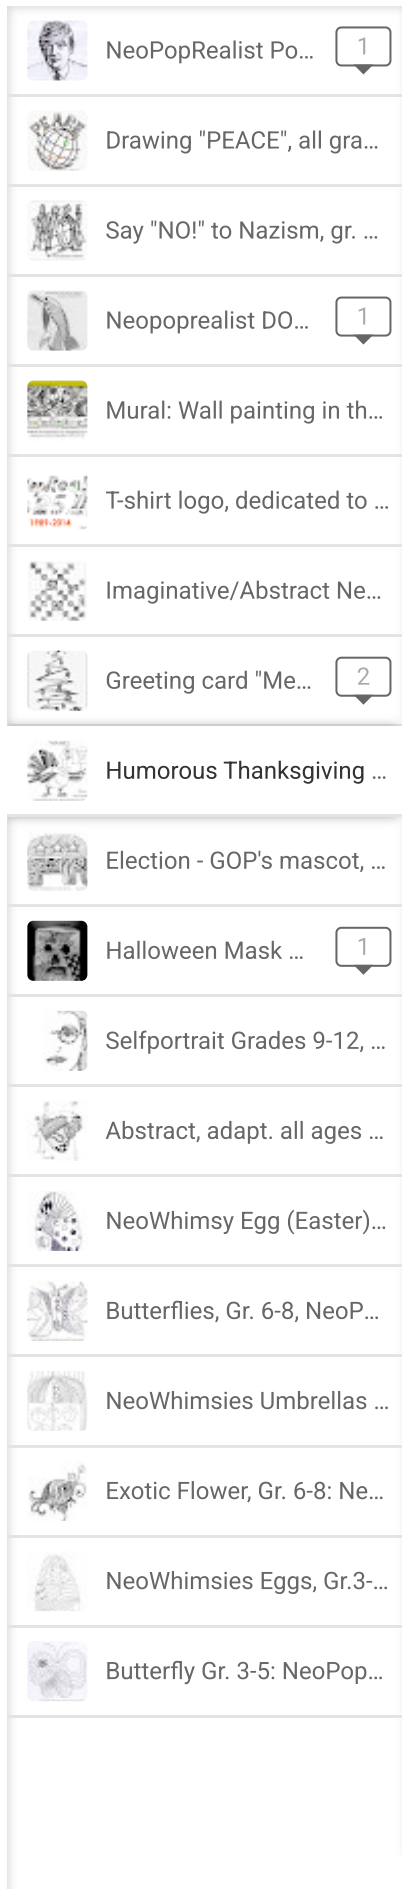 NeoPopRealist Po...
1
Drawing "PEACE", all gra...
Say "NO!" to Nazism, gr. ...
Neopoprealist DO...
1
Mural: Wall painting in th...
T-shirt logo, dedicated to ...
1989-2014
Imaginative/Abstract Ne...
Greeting card "Me...
2
Humorous Thanksgiving ...
Election - GOP's mascot, ...
Halloween Mask ...
1
Selfportrait Grades 9-12, ...
Abstract, adapt. all ages ...
NeoWhimsy Egg (Easter)...
Butterflies, Gr. 6-8, NeoP...
NeoWhimsies Umbrellas ...
Exotic Flower, Gr. 6-8: Ne...
NeoWhimsies Eggs, Gr.3-...
Butterfly Gr. 3-5: NeoPop...